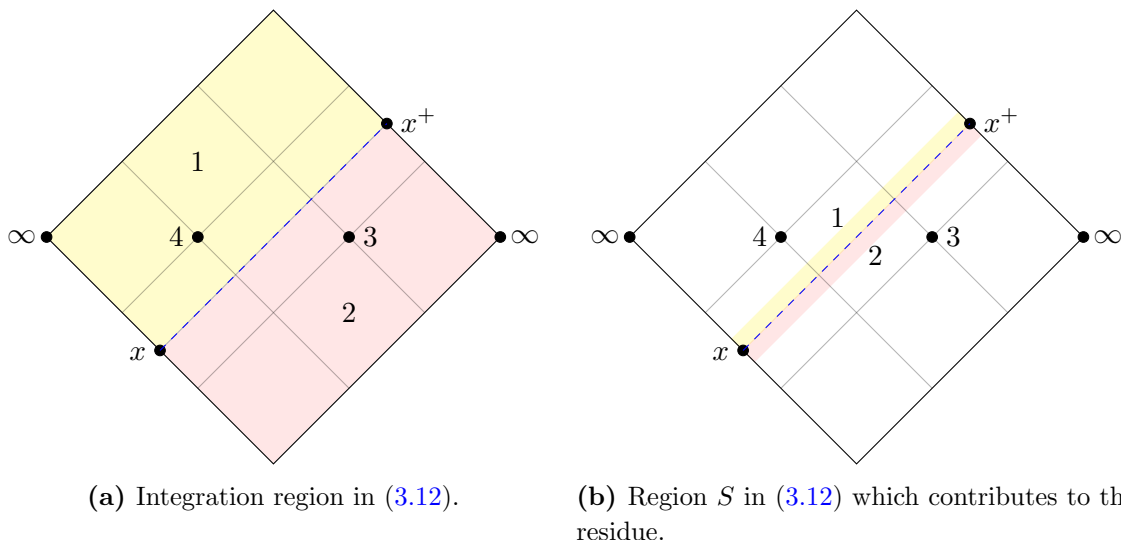 x⁺
1
∞ 4 3 ∞
2
x
(a) Integration region in (3.12).
x⁺
1
∞ 4 3 ∞
2
x
(b) Region S in (3.12) which contributes to th
residue.